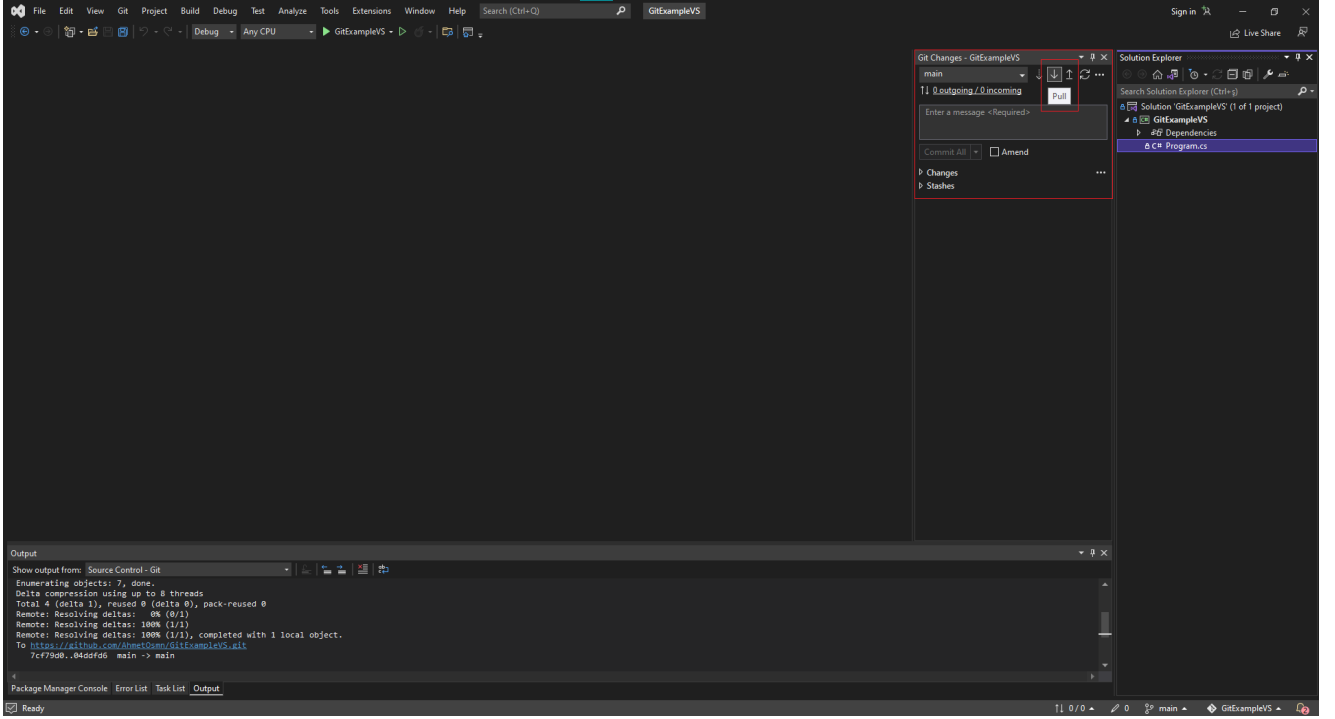 File Edit View Git Project Build Debug Test Analyze Tools Extensions Window Help Search (Ctrl+Q) GitExampleVS Sign in
Debug Any CPU GitExampleVS Live Share
Git Changes - GitExampleVS
main
0 outgoing / 0 incoming
Pull
Enter a message <Required>
Commit All Amend
Changes
Stashes
Solution Explorer
Search Solution Explorer (Ctrl+ş)
Solution 'GitExampleVS' (1 of 1 project)
C# GitExampleVS
Dependencies
C# Program.cs
Output
Show output from: Source Control - Git
Enumerating objects: 7, done.
Delta compression using up to 8 threads
Total 4 (delta 1), reused 0 (delta 0), pack-reused 0
Remote: Resolving deltas:   0% (0/1)
Remote: Resolving deltas: 100% (1/1)
Remote: Resolving deltas: 100% (1/1), completed with 1 local object.
To https://github.com/AhmetOsmn/GitExampleVS.git
7cf79d0..04ddfd6  main -> main
Package Manager Console Error List Task List Output
Ready 0 / 0 0 main GitExampleVS 2